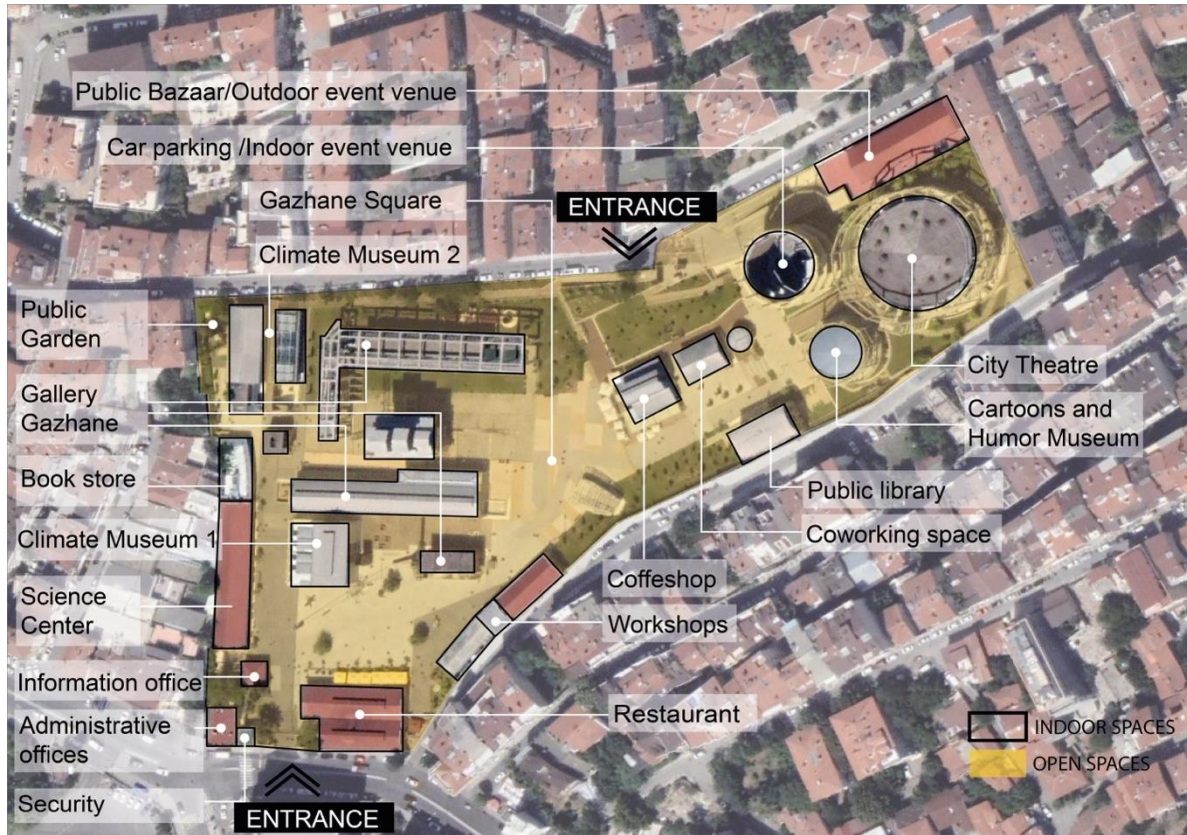 Public Bazaar/Outdoor event venue
Car parking /Indoor event venue
Gazhane Square
ENTRANCE
Climate Museum 2
Public
Garden
Gallery
Gazhane
Book store
Climate Museum 1
Science
Center
Information office
Administrative
offices
Security
ENTRANCE
City Theatre
Cartoons and
Humor Museum
Public library
Coworking space
Coffeshop
Workshops
Restaurant
INDOOR SPACES
OPEN SPACES